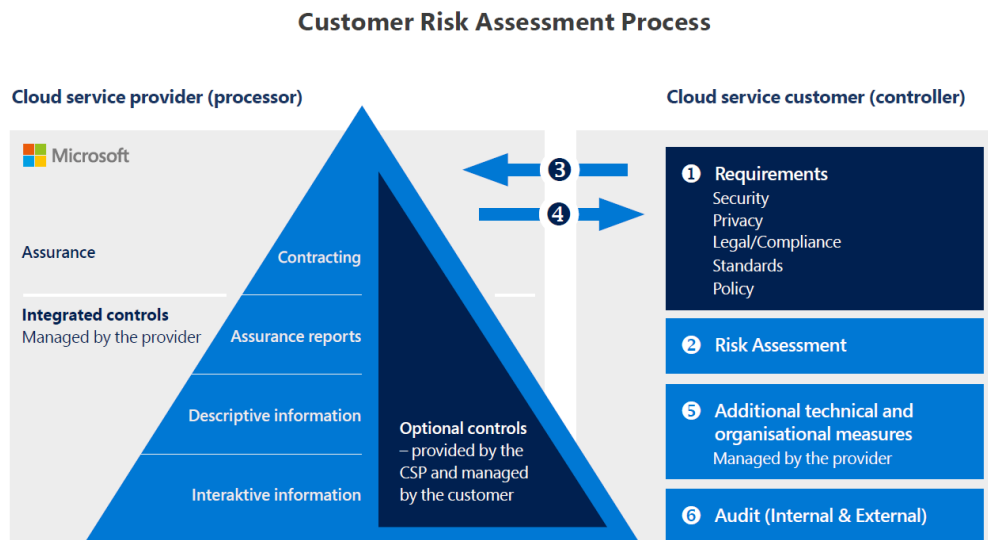 Customer Risk Assessment Process
Cloud service provider (processor)
Microsoft
Assurance
Integrated controls
Managed by the provider
Contracting
Assurance reports
Descriptive information
Interaktive information
Optional controls
– provided by the
CSP and managed
by the customer
3
4
Cloud service customer (controller)
1 Requirements
Security
Privacy
Legal/Compliance
Standards
Policy
2 Risk Assessment
5 Additional technical and
organisational measures
Managed by the provider
6 Audit (Internal & External)